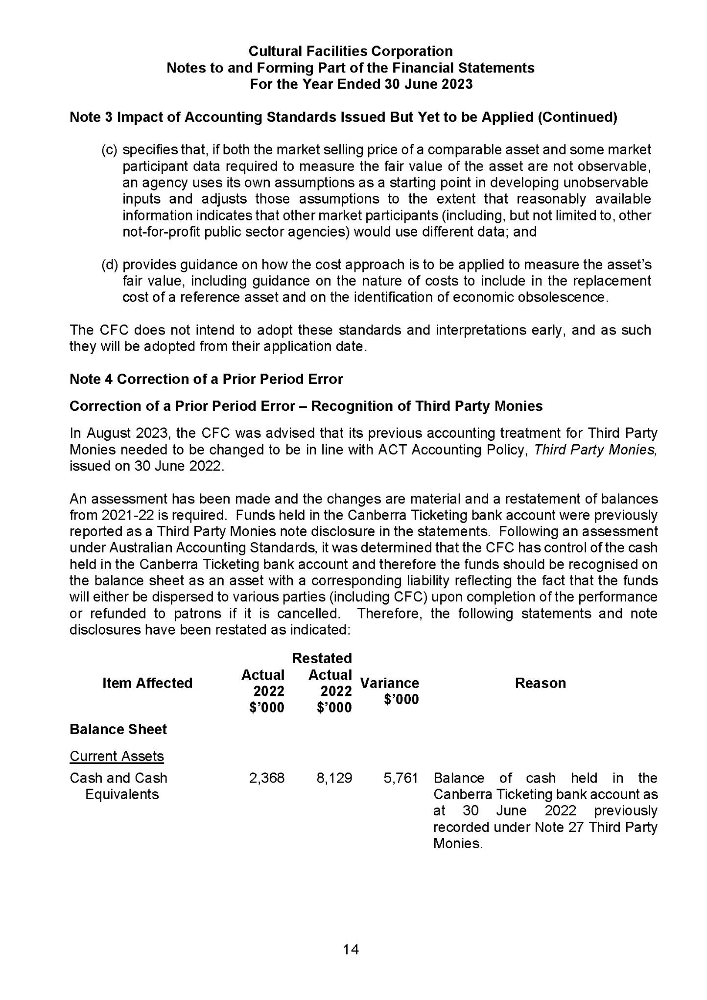 Cultural Facilities Corporation
Notes to and Forming Part of the Financial Statements
For the Year Ended 30 June 2023
Note 3 Impact of Accounting Standards Issued But Yet to be Applied (Continued)
(c) specifies that, if both the market selling price of a comparable asset and some market
participant data required to measure the fair value of the asset are not observable,
an agency uses its own assumptions as a starting point in developing unobservable
inputs and adjusts those assumptions to the extent that reasonably available
information indicates that other market participants (including, but not limited to, other
not-for-profit public sector agencies) would use different data; and
(d) provides guidance on how the cost approach is to be applied to measure the asset's
fair value, including guidance on the nature of costs to include in the replacement
cost of a reference asset and on the identification of economic obsolescence.
The CFC does not intend to adopt these standards and interpretations early, and as such
they will be adopted from their application date.
Note 4 Correction of a Prior Period Error
Correction of a Prior Period Error – Recognition of Third Party Monies
In August 2023, the CFC was advised that its previous accounting treatment for Third Party
Monies needed to be changed to be in line with ACT Accounting Policy, Third Party Monies,
issued on 30 June 2022.
An assessment has been made and the changes are material and a restatement of balances
from 2021-22 is required. Funds held in the Canberra Ticketing bank account were previously
reported as a Third Party Monies note disclosure in the statements. Following an assessment
under Australian Accounting Standards, it was determined that the CFC has control of the cash
held in the Canberra Ticketing bank account and therefore the funds should be recognised on
the balance sheet as an asset with a corresponding liability reflecting the fact that the funds
will either be dispersed to various parties (including CFC) upon completion of the performance
or refunded to patrons if it is cancelled. Therefore, the following statements and note
disclosures have been restated as indicated:
Restated
Actual Actual
Item Affected Variance Reason
2022 2022
$'000
$'000 $'000
Balance Sheet
Current Assets
Cash and Cash 2,368 8,129 5,761 Balance of cash held in the
Equivalents Canberra Ticketing bank account as
at 30 June 2022 previously
recorded under Note 27 Third Party
Monies.
14